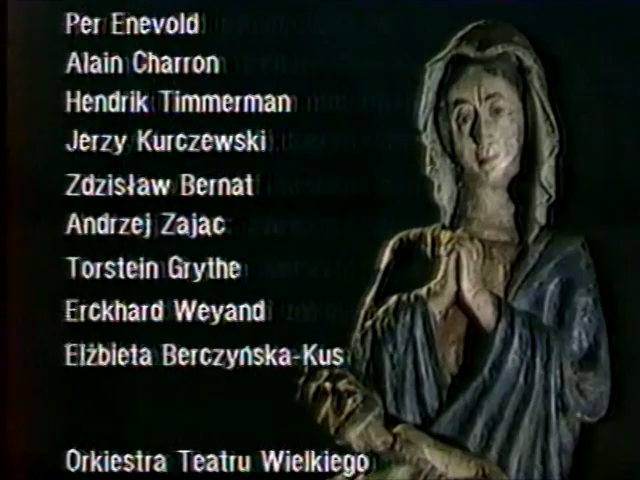 Per Enevold
Alain Charron
Hendrik Timmerman
Jerzy Kurczewski
Zdzisław Bernat
Andrzej Zając
Torstein Grythe
Erckhard Weyand
Elżbieta Berczyńska-Kus
Orkiestra Teatru Wielkiego